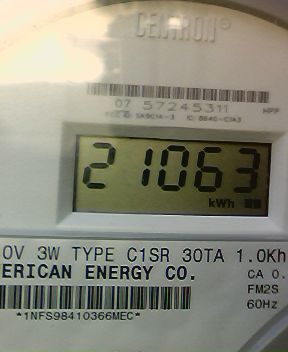 CENTRON®
07 57245311
21063
kWh
0V 3W TYPE C1SR 30TA 1.0Kh
ERICAN ENERGY CO.
CA 0.
FM2S
60Hz
*1NFS98410366MEC*